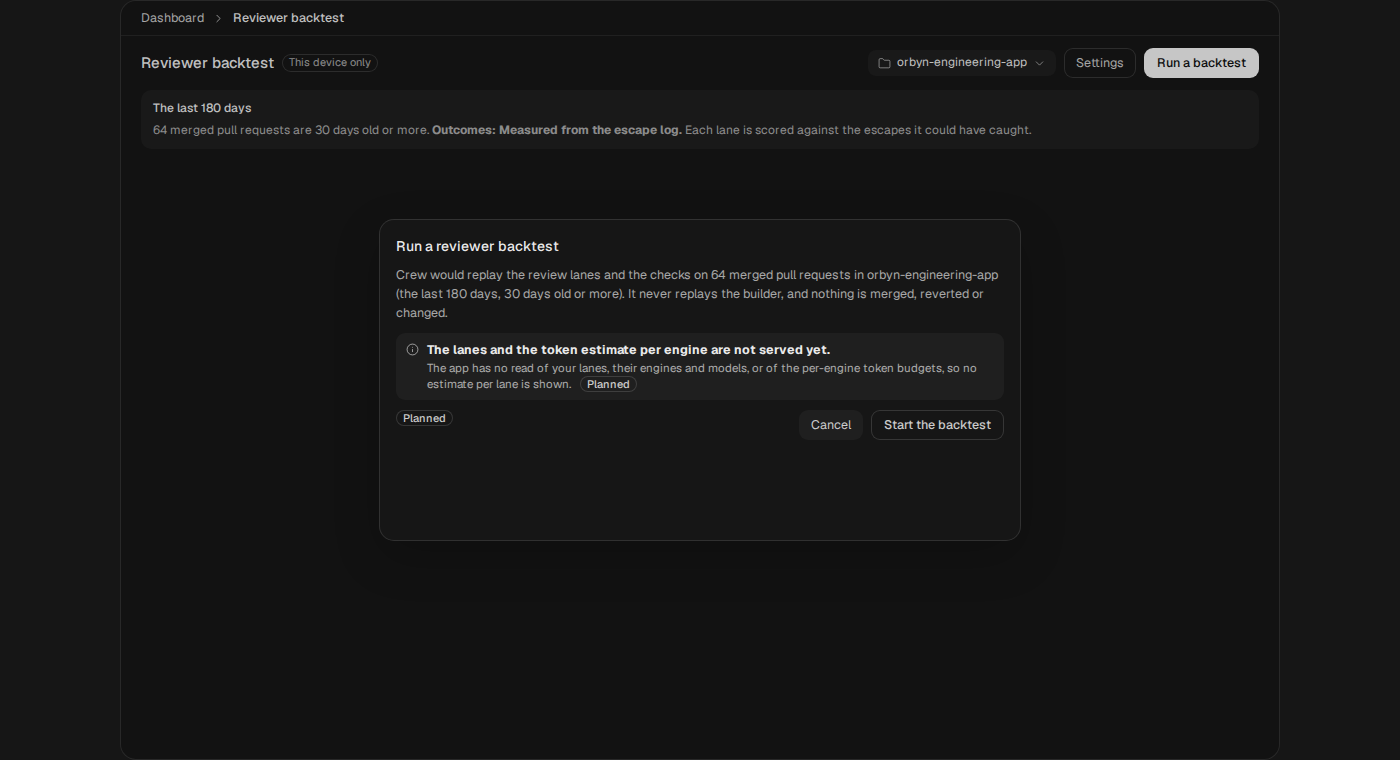 Dashboard > Reviewer backtest
Reviewer backtest This device only orbyn-engineering-app Settings Run a backtest
The last 180 days
64 merged pull requests are 30 days old or more. Outcomes: Measured from the escape log. Each lane is scored against the escapes it could have caught.
Run a reviewer backtest
Crew would replay the review lanes and the checks on 64 merged pull requests in orbyn-engineering-app
(the last 180 days, 30 days old or more). It never replays the builder, and nothing is merged, reverted or
changed.
The lanes and the token estimate per engine are not served yet.
The app has no read of your lanes, their engines and models, or of the per-engine token budgets, so no
estimate per lane is shown. Planned
Planned Cancel Start the backtest